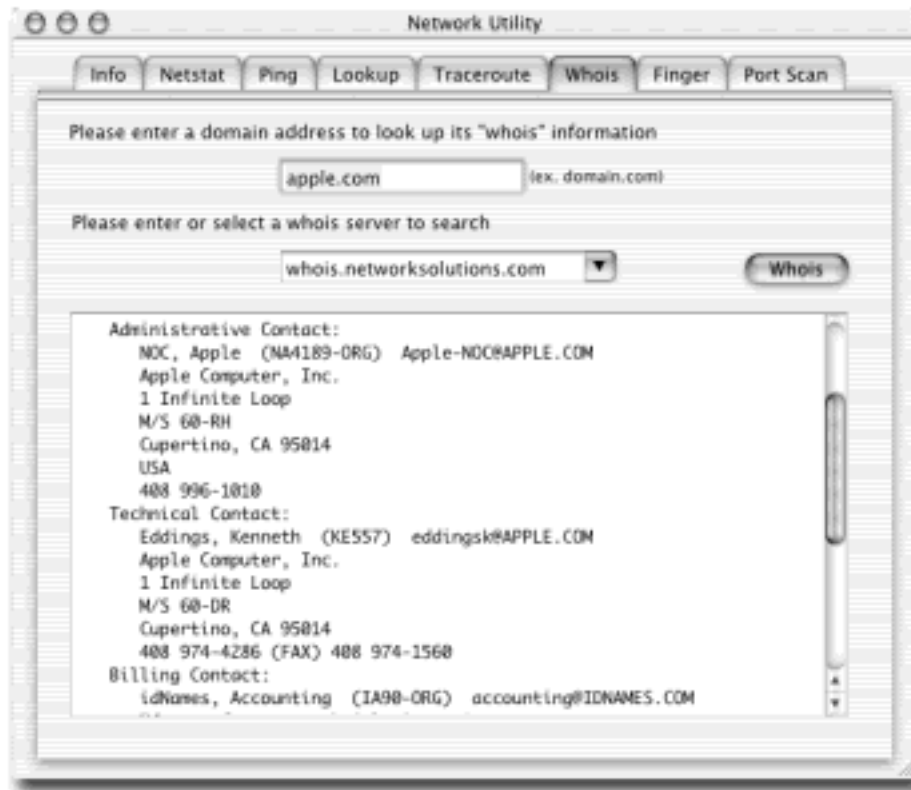 Network Utility
Info Netstat Ping Lookup Traceroute Whois Finger Port Scan
Please enter a domain address to look up its "whois" information
apple.com (ex. domain.com)
Please enter or select a whois server to search
whois.networksolutions.com Whois
Administrative Contact:
NOC, Apple (NA4189-ORG) Apple-NOC@APPLE.COM
Apple Computer, Inc.
1 Infinite Loop
M/S 60-RH
Cupertino, CA 95014
USA
408 996-1010
Technical Contact:
Eddings, Kenneth (KE557) eddingsk@APPLE.COM
Apple Computer, Inc.
1 Infinite Loop
M/S 60-DR
Cupertino, CA 95014
408 974-4286 (FAX) 408 974-1560
Billing Contact:
idNames, Accounting (IA90-ORG) accounting@IDNAMES.COM